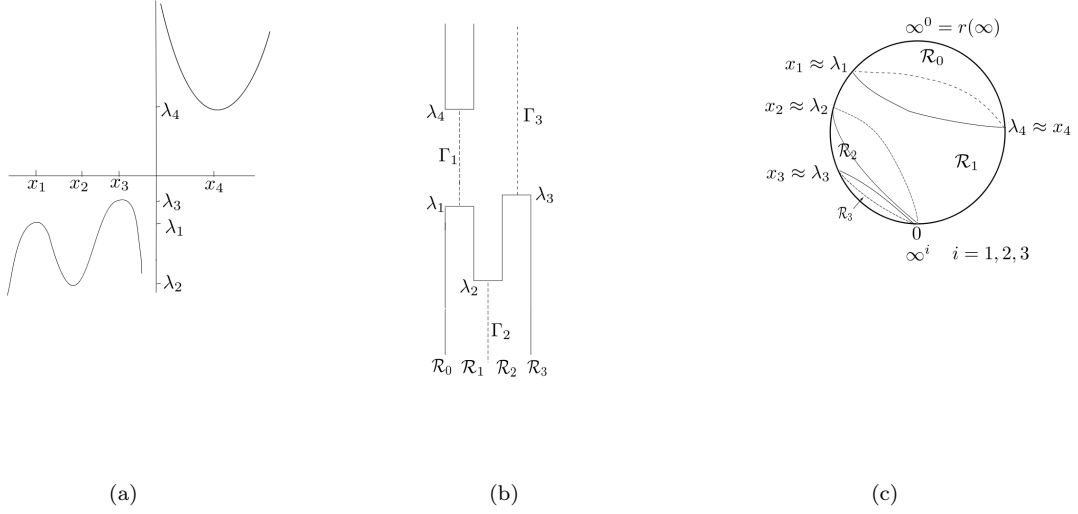 λ₄
x₁
x₂
x₃
x₄
λ₃
λ₁
λ₂
(a)
λ₄
Γ₃
Γ₁
λ₁
λ₃
λ₂
Γ₂
ℛ₀ ℛ₁ ℛ₂ ℛ₃
(b)
∞⁰ = r(∞)
ℛ₀
x₁ ≈ λ₁
x₂ ≈ λ₂
λ₄ ≈ x₄
ℛ₂
ℛ₁
x₃ ≈ λ₃
ℛ₃
0
∞ⁱ i = 1, 2, 3
(c)